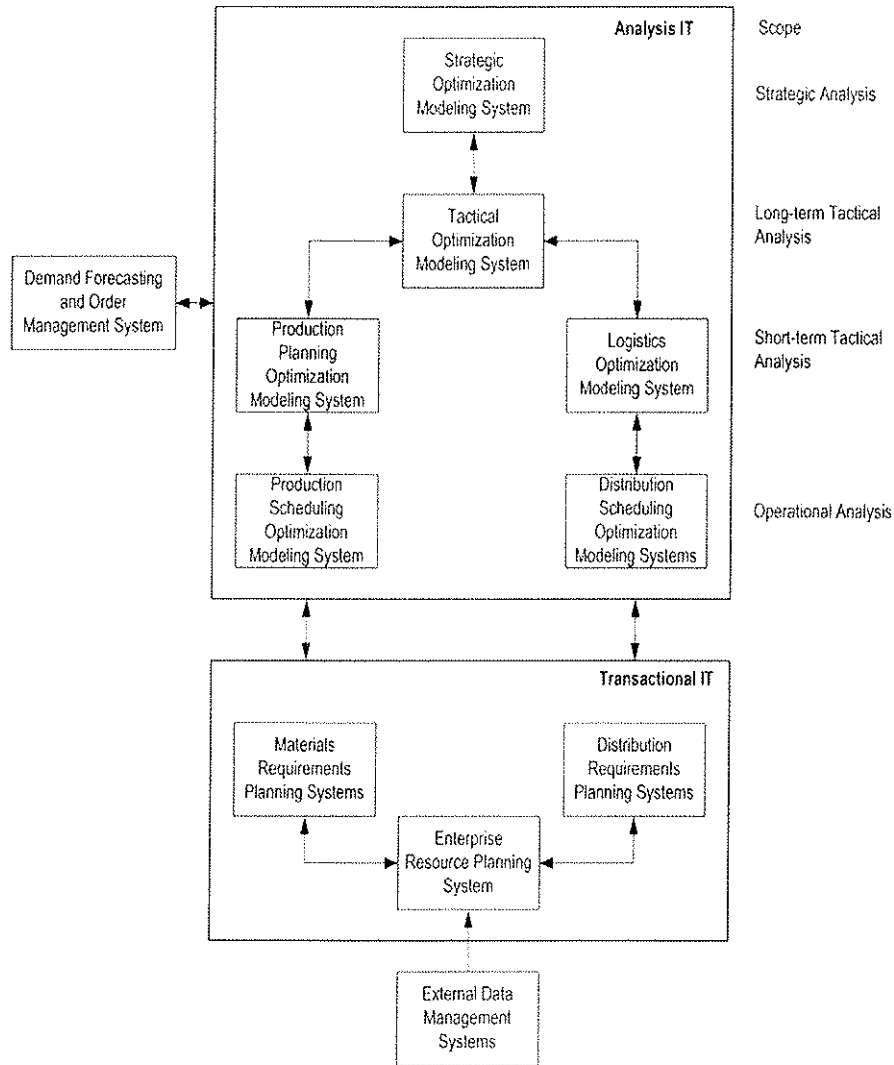 Analysis IT
Scope
Strategic
Optimization
Modeling System
Strategic Analysis
Tactical
Optimization
Modeling System
Long-term Tactical
Analysis
Demand Forecasting
and Order
Management System
Production
Planning
Optimization
Modeling System
Logistics
Optimization
Modeling System
Short-term Tactical
Analysis
Production
Scheduling
Optimization
Modeling System
Distribution
Scheduling
Optimization
Modeling Systems
Operational Analysis
Transactional IT
Materials
Requirements
Planning Systems
Distribution
Requirements
Planning Systems
Enterprise
Resource Planning
System
External Data
Management
Systems